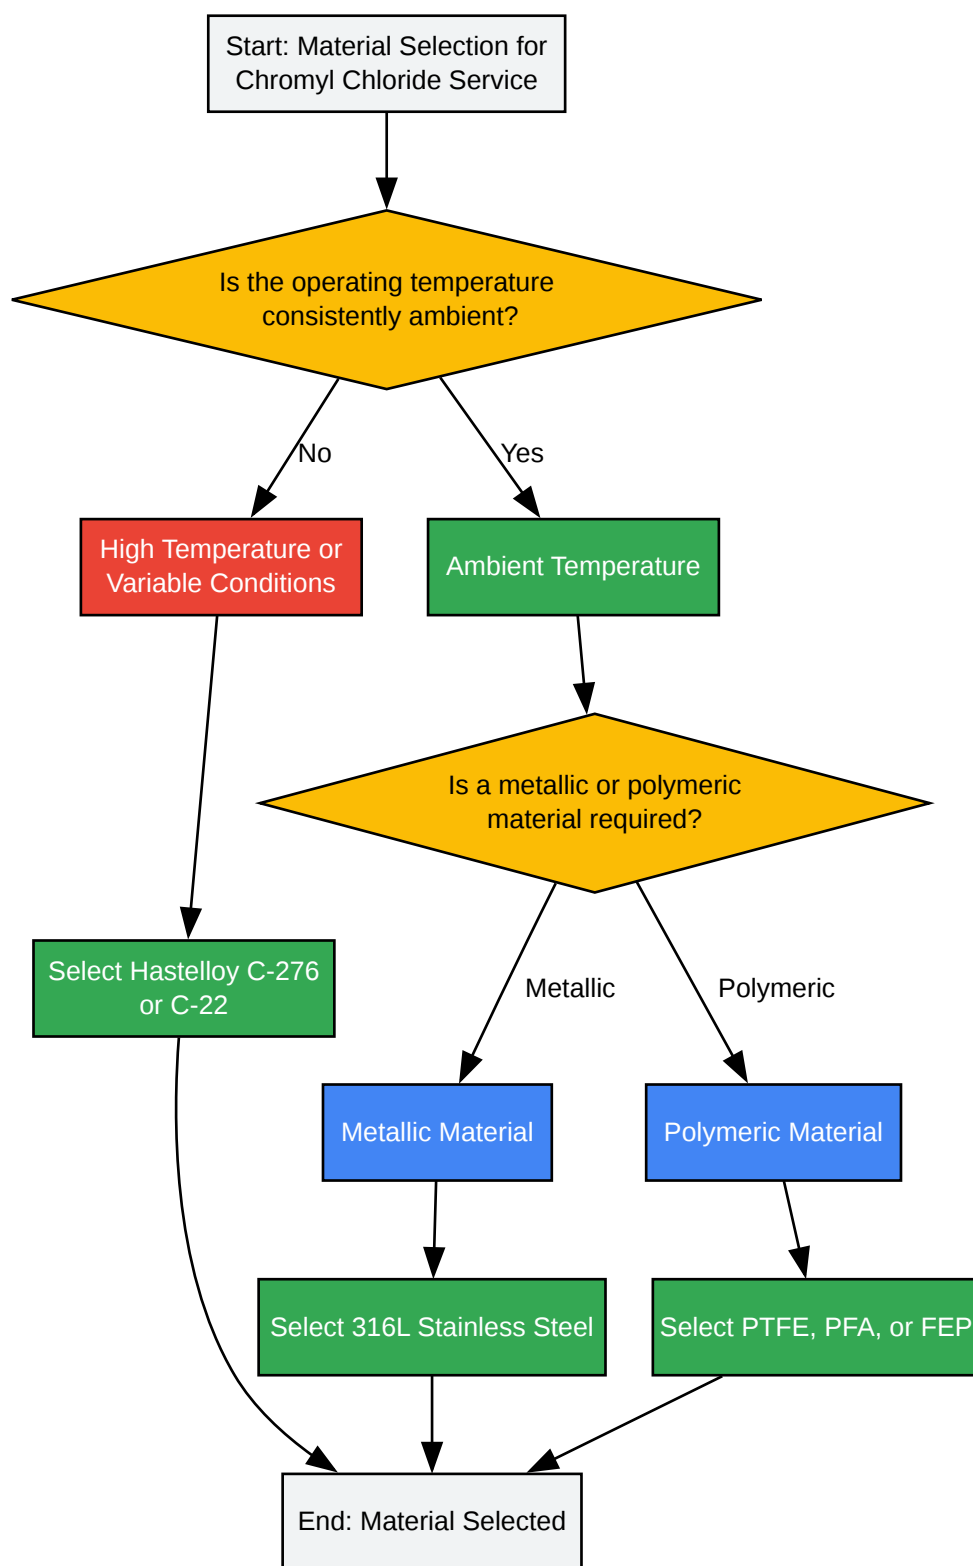 Start: Material Selection for
Chromyl Chloride Service
Is the operating temperature
consistently ambient?
No
Yes
High Temperature or
Variable Conditions
Ambient Temperature
Is a metallic or polymeric
material required?
Select Hastelloy C-276
or C-22
Metallic
Polymeric
Metallic Material
Polymeric Material
Select 316L Stainless Steel
Select PTFE, PFA, or FEP
End: Material Selected